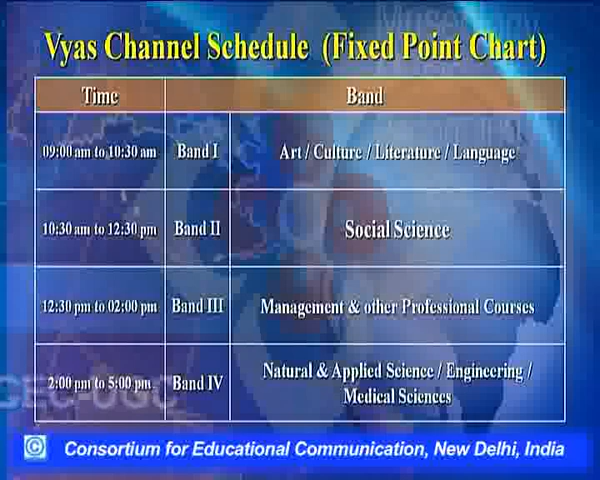 Vyas Channel Schedule (Fixed Point Chart)
Time Band
09:00 am to 10:30 am Band I Art / Culture / Literature / Language
10:30 am to 12:30 pm Band II Social Science
12:30 pm to 02:00 pm Band III Management & other Professional Courses
2:00 pm to 5:00 pm Band IV Natural & Applied Science / Engineering /
Medical Sciences
CEC-UGC
© Consortium for Educational Communication, New Delhi, India